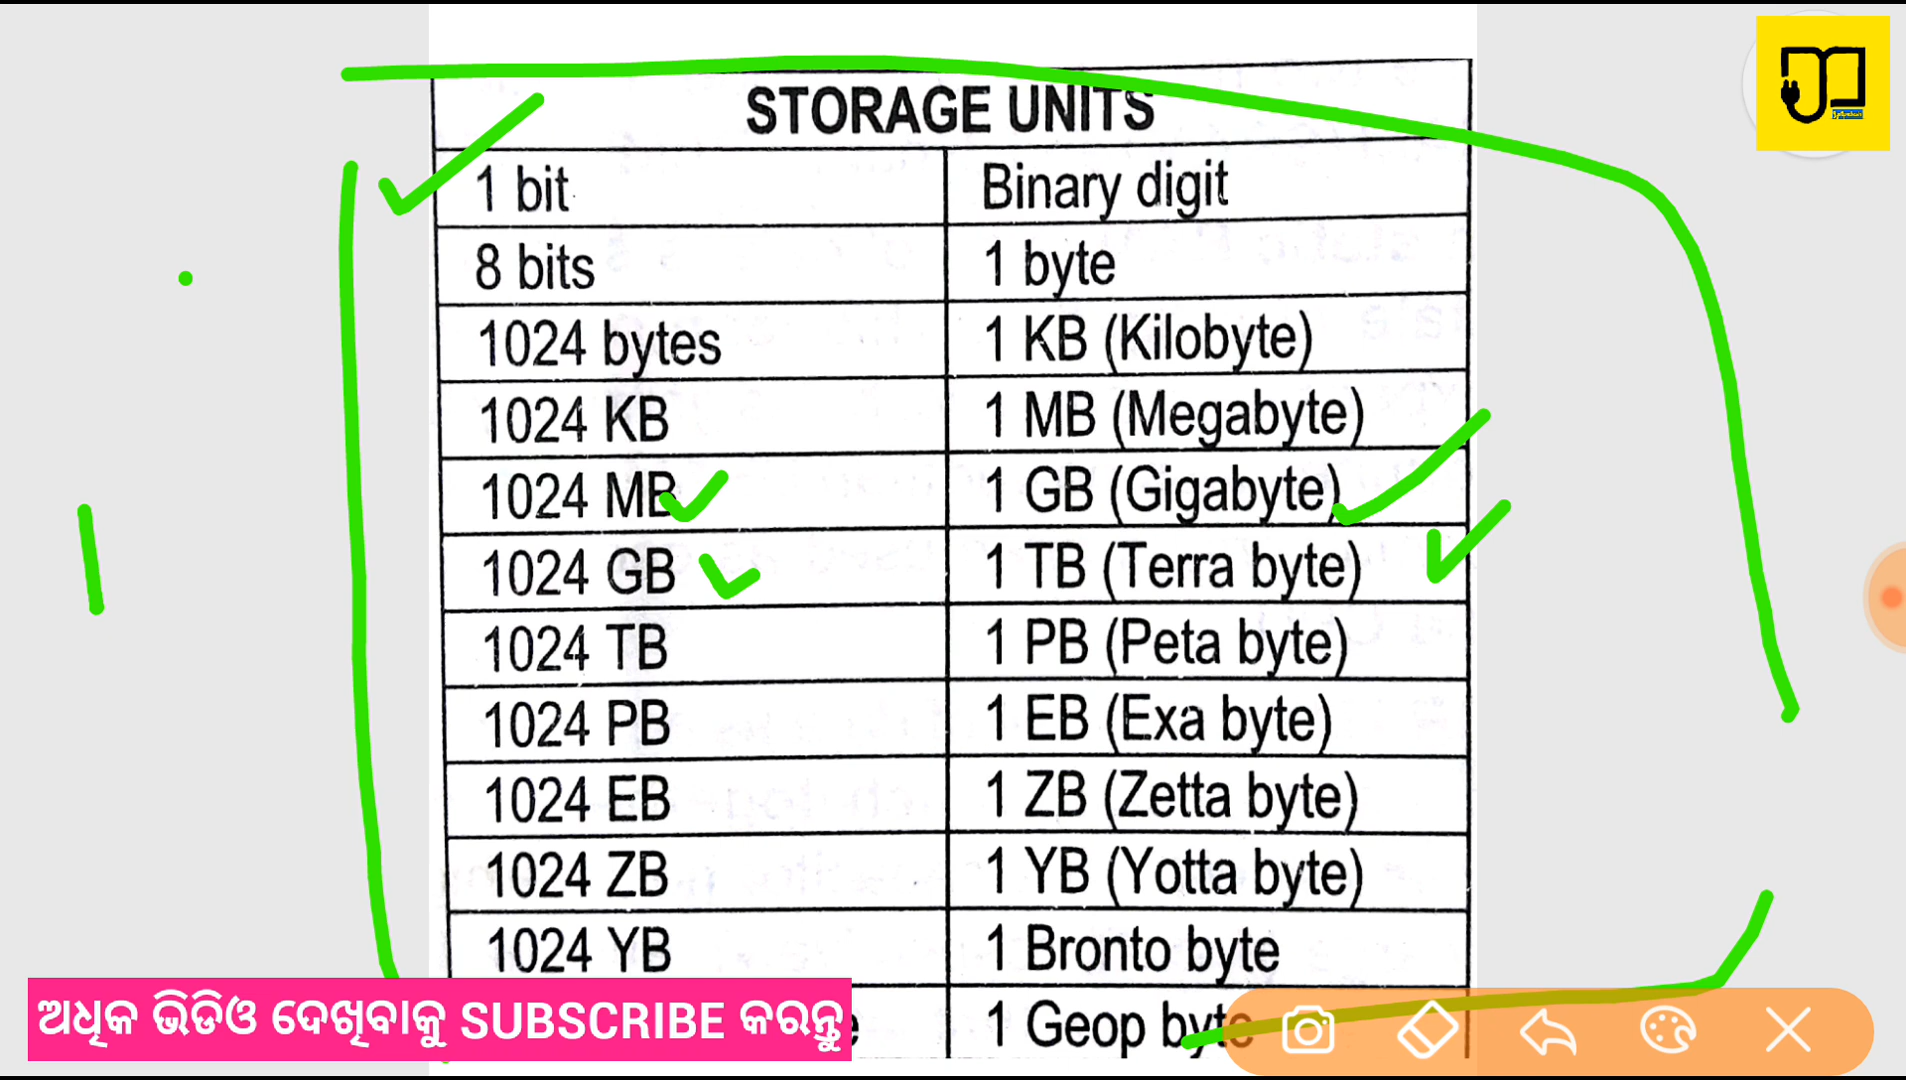 STORAGE UNITS
1 bit Binary digit
8 bits 1 byte
1024 bytes 1 KB (Kilobyte)
1024 KB 1 MB (Megabyte)
1024 MB 1 GB (Gigabyte)
1024 GB 1 TB (Terra byte)
1024 TB 1 PB (Peta byte)
1024 PB 1 EB (Exa byte)
1024 EB 1 ZB (Zetta byte)
1024 ZB 1 YB (Yotta byte)
1024 YB 1 Bronto byte
1 Geop byte
ଅଧିକ ଭିଡିଓ ଦେଖିବାକୁ SUBSCRIBE କରନ୍ତୁ